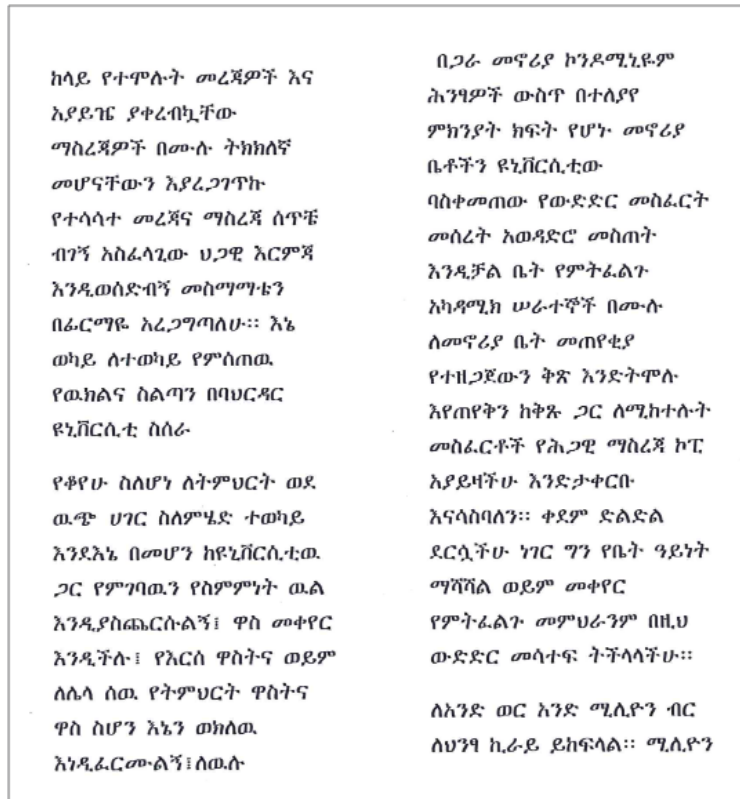 ከላይ የተሞሉት መረጃዎች እና
አያይዤ ያቀረብኳቸው
ማስረጃዎች በሙሉ ትክክለኛ
መሆናቸውን እያረጋገጥኩ
የተሳሳተ መረጃና ማስረጃ ሰጥቼ
ብገኝ አስፈላጊው ህጋዊ እርምጃ
እንዲወሰድብኝ መስማማቴን
በፊርማዬ አረጋግጣለሁ፡፡ እኔ
ወካይ ለተወካይ የምሰጠዉ
የዉክልና ስልጣን በባህርዳር
ዩኒቨርሲቲ ስሰራ
የቆየሁ ስለሆነ ለትምህርት ወደ
ዉጭ ሀገር ስለምሄድ ተወካይ
እንደእኔ በመሆን ከዩኒቨርሲቲዉ
ጋር የምገባዉን የስምምነት ዉል
እንዲያስጨርሱልኝ፤ ዋስ መቀየር
እንዲችሉ፤ የእርሰ ዋስትና ወይም
ለሌላ ሰዉ የትምህርት ዋስትና
ዋስ ስሆን እኔን ወክለዉ
እነዲፈርሙልኝ፤ለዉሉ
በጋራ መኖሪያ ኮንዶሚኒዬም
ሕንፃዎች ውስጥ በተለያየ
ምክንያት ክፍት የሆኑ መኖሪያ
ቤቶችን ዩኒቨርሲቲው
ባስቀመጠው የውድድር መስፈርት
መሰረት አወዳድሮ መስጠት
እንዲቻል ቤት የምትፈልጉ
አካዳሚክ ሠራተኞች በሙሉ
ለመኖሪያ ቤት መጠየቂያ
የተዘጋጀውን ቅጽ እንድትሞሉ
እየጠየቅን ከቅጹ ጋር ለሚከተሉት
መስፈርቶች የሕጋዊ ማስረጃ ኮፒ
አያይዛችሁ እንድታቀርቡ
እናሳስባለን፡፡ ቀደም ድልድል
ደርሷችሁ ነገር ግን የቤት ዓይነት
ማሻሻል ወይም መቀየር
የምትፈልጉ መምህራንም በዚህ
ውድድር መሳተፍ ትችላላችሁ፡፡
ለአንድ ወር አንድ ሚሊዮን ብር
ለህንፃ ኪራይ ይከፍላል፡፡ ሚሊዮን